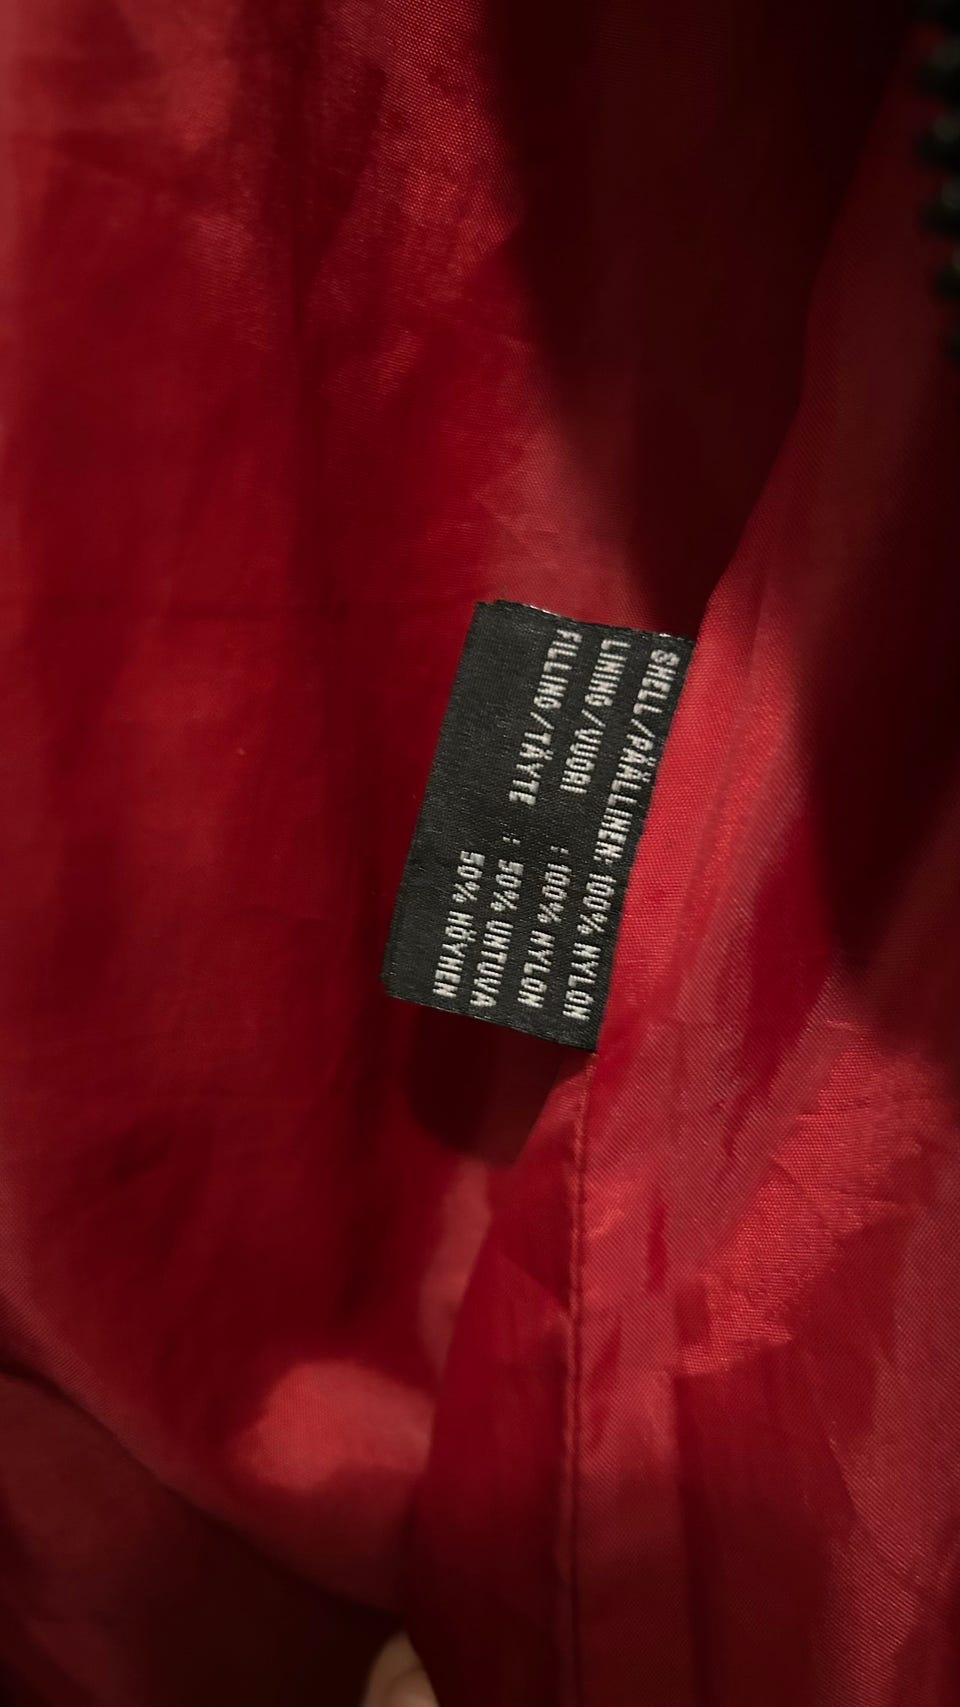 SHELL/PÄÄLLINEN: 100% NYLON
LINING/VUORI : 100% NYLON
FILLING/TÄYTE : 50% UNTUVA
50% HÖYHEN